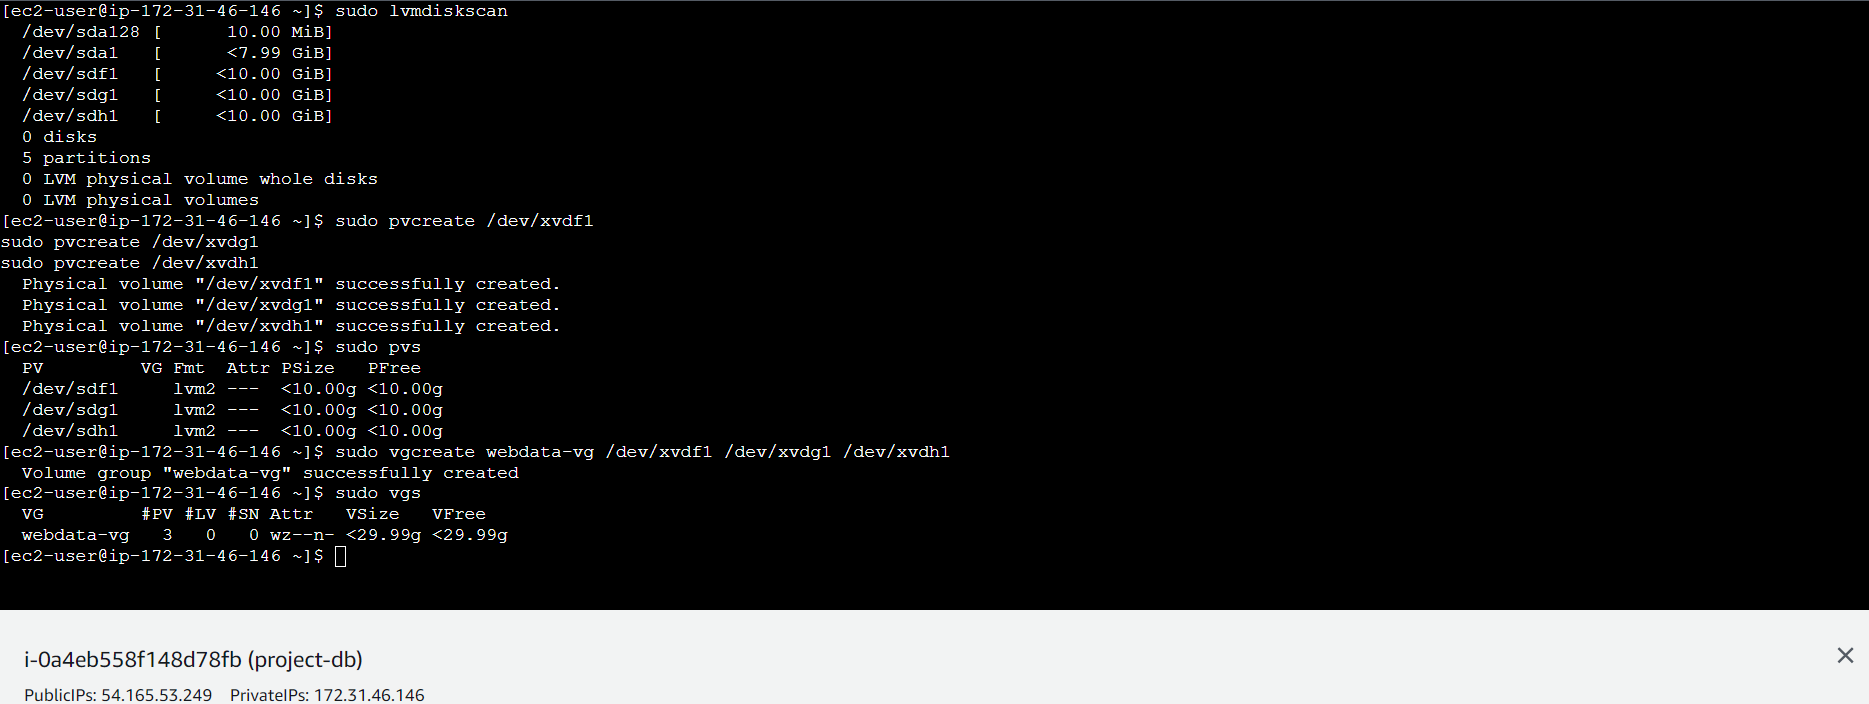 [ec2-user@ip-172-31-46-146 ~]$ sudo lvmdiskscan
  /dev/sda128 [      10.00 MiB]
  /dev/sda1   [      <7.99 GiB]
  /dev/sdf1   [     <10.00 GiB]
  /dev/sdg1   [     <10.00 GiB]
  /dev/sdh1   [     <10.00 GiB]
  0 disks
  5 partitions
  0 LVM physical volume whole disks
  0 LVM physical volumes
[ec2-user@ip-172-31-46-146 ~]$ sudo pvcreate /dev/xvdf1
sudo pvcreate /dev/xvdg1
sudo pvcreate /dev/xvdh1
  Physical volume "/dev/xvdf1" successfully created.
  Physical volume "/dev/xvdg1" successfully created.
  Physical volume "/dev/xvdh1" successfully created.
[ec2-user@ip-172-31-46-146 ~]$ sudo pvs
  PV         VG Fmt  Attr PSize   PFree
  /dev/sdf1     lvm2 ---  <10.00g <10.00g
  /dev/sdg1     lvm2 ---  <10.00g <10.00g
  /dev/sdh1     lvm2 ---  <10.00g <10.00g
[ec2-user@ip-172-31-46-146 ~]$ sudo vgcreate webdata-vg /dev/xvdf1 /dev/xvdg1 /dev/xvdh1
  Volume group "webdata-vg" successfully created
[ec2-user@ip-172-31-46-146 ~]$ sudo vgs
  VG         #PV #LV #SN Attr   VSize   VFree
  webdata-vg   3   0   0 wz--n- <29.99g <29.99g
[ec2-user@ip-172-31-46-146 ~]$
i-0a4eb558f148d78fb (project-db)
PublicIPs: 54.165.53.249    PrivateIPs: 172.31.46.146